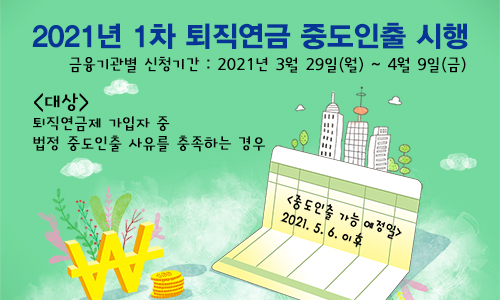 2021년 1차 퇴직연금 중도인출 시행
금융기관별 신청기간 : 2021년 3월 29일(월) ~ 4월 9일(금)
<대상>
퇴직연금제 가입자 중
법정 중도인출 사유를 충족하는 경우
<중도인출 가능 예정일>
2021. 5. 6. 이후